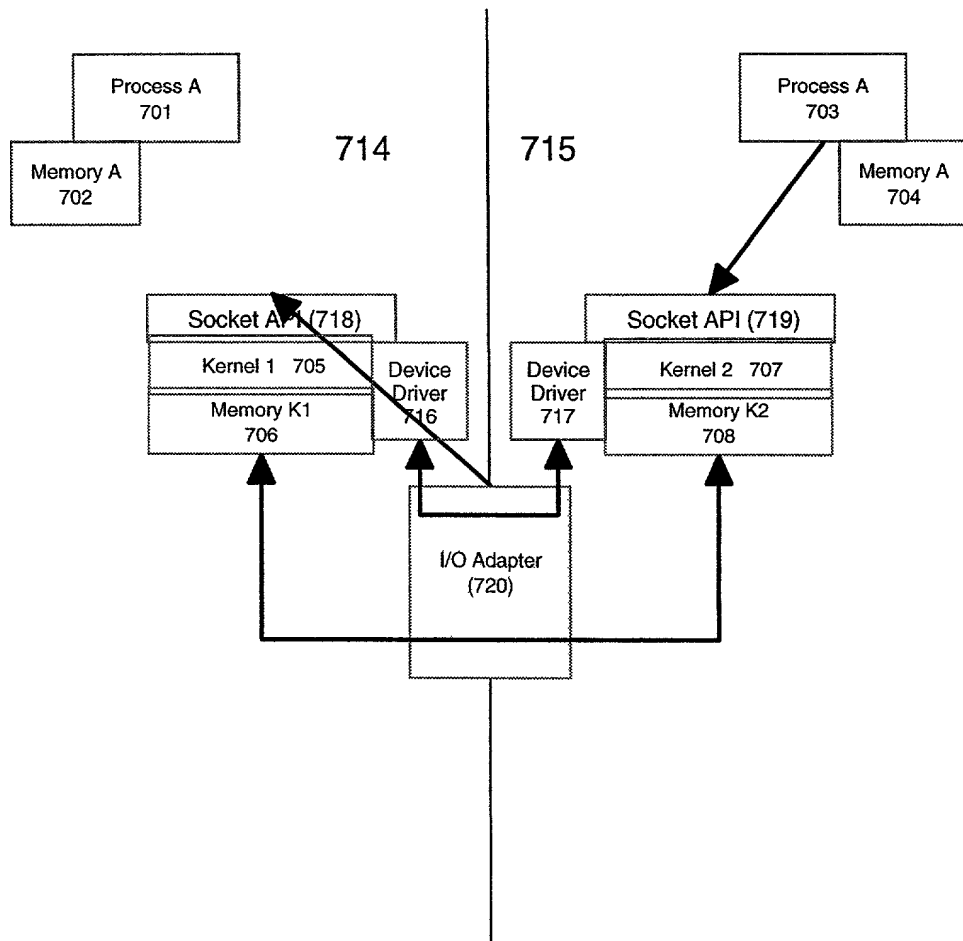 Process A
701
Memory A
702
714
715
Process A
703
Memory A
704
Socket API (718)
Kernel 1 705
Memory K1
706
Device
Driver
716
Device
Driver
717
Socket API (719)
Kernel 2 707
Memory K2
708
I/O Adapter
(720)